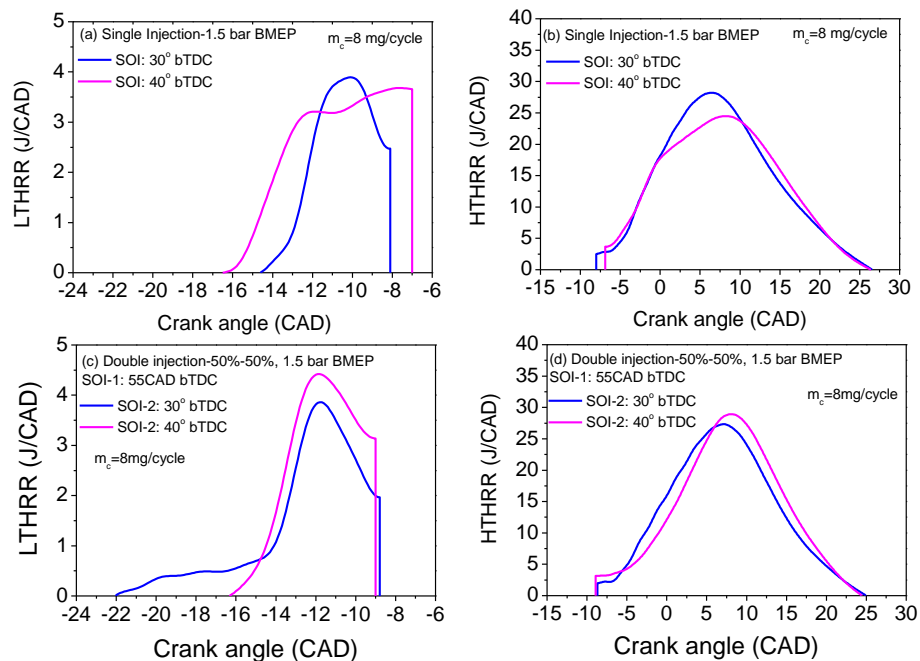 (a) Single Injection-1.5 bar BMEP
m_c=8 mg/cycle
SOI: 30° bTDC
SOI: 40° bTDC
LTHRR (J/CAD)
5
4
3
2
1
0
-24 -22 -20 -18 -16 -14 -12 -10 -8 -6
Crank angle (CAD)
(b) Single Injection-1.5 bar BMEP
m_c=8 mg/cycle
SOI: 30° bTDC
SOI: 40° bTDC
HTHRR (J/CAD)
40
35
30
25
20
15
10
5
0
-15 -10 -5 0 5 10 15 20 25 30
Crank angle (CAD)
(c) Double injection-50%-50%, 1.5 bar BMEP
SOI-1: 55CAD bTDC
SOI-2: 30° bTDC
SOI-2: 40° bTDC
m_c=8mg/cycle
LTHRR (J/CAD)
5
4
3
2
1
0
-24 -22 -20 -18 -16 -14 -12 -10 -8 -6
Crank angle (CAD)
(d) Double injection-50%-50%, 1.5 bar BMEP
SOI-1: 55CAD bTDC
m_c=8mg/cycle
SOI-2: 30° bTDC
SOI-2: 40° bTDC
HTHRR (J/CAD)
40
35
30
25
20
15
10
5
0
-15 -10 -5 0 5 10 15 20 25 30
Crank angle (CAD)